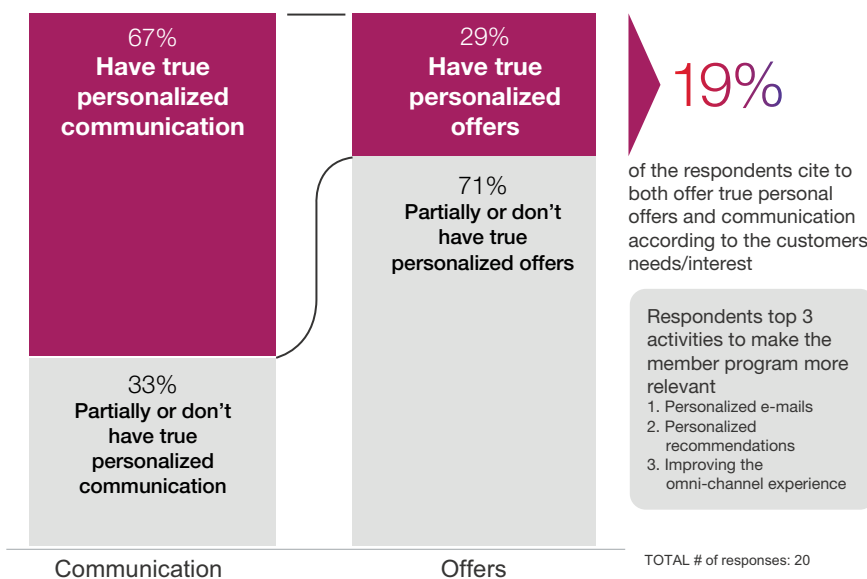 67%
Have true
personalized
communication
33%
Partially or don't
have true
personalized
communication
Communication
29%
Have true
personalized
offers
71%
Partially or don't
have true
personalized offers
Offers
19%
of the respondents cite to
both offer true personal
offers and communication
according to the customers
needs/interest
Respondents top 3
activities to make the
member program more
relevant
1. Personalized e-mails
2. Personalized
recommendations
3. Improving the
omni-channel experience
TOTAL # of responses: 20